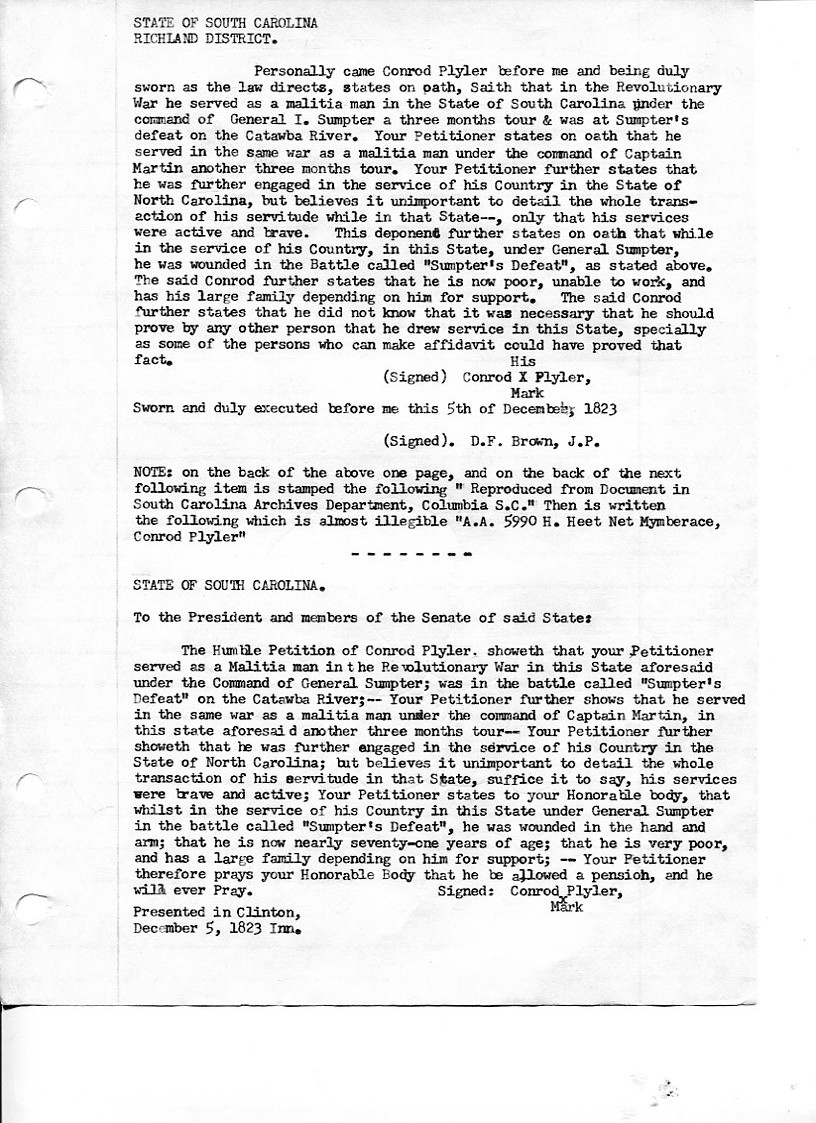 STATE OF SOUTH CAROLINA
RICHLAND DISTRICT.
Personally came Conrod Plyler before me and being duly
sworn as the law directs, states on oath, Saith that in the Revolutionary
War he served as a malitia man in the State of South Carolina under the
command of General I. Sumpter a three months tour & was at Sumpter's
defeat on the Catawba River. Your Petitioner states on oath that he
served in the same war as a malitia man under the command of Captain
Martin another three months tour. Your Petitioner further states that
he was further engaged in the service of his Country in the State of
North Carolina, but believes it unimportant to detail the whole trans-
action of his servitude while in that State--, only that his services
were active and brave. This deponent further states on oath that while
in the service of his Country, in this State, under General Sumpter,
he was wounded in the Battle called "Sumpter's Defeat", as stated above.
The said Conrod further states that he is now poor, unable to work, and
has his large family depending on him for support. The said Conrod
further states that he did not know that it was necessary that he should
prove by any other person that he drew service in this State, specially
as some of the persons who can make affidavit could have proved that
fact. His
(Signed) Conrod X Plyler,
Mark
Sworn and duly executed before me this 5th of December, 1823
(Signed). D.F. Brown, J.P.
NOTE: on the back of the above one page, and on the back of the next
following item is stamped the following " Reproduced from Document in
South Carolina Archives Department, Columbia S.C." Then is written
the following which is almost illegible "A.A. 5990 H. Heet Net Mymberace,
Conrod Plyler"
- - - - - - - -
STATE OF SOUTH CAROLINA.
To the President and members of the Senate of said State:
The Humble Petition of Conrod Plyler. showeth that your Petitioner
served as a Malitia man in the Revolutionary War in this State aforesaid
under the Command of General Sumpter; was in the battle called "Sumpter's
Defeat" on the Catawba River;-- Your Petitioner further shows that he served
in the same war as a malitia man under the command of Captain Martin, in
this state aforesaid another three months tour-- Your Petitioner further
showeth that he was further engaged in the service of his Country in the
State of North Carolina; but believes it unimportant to detail the whole
transaction of his servitude in that State, suffice it to say, his services
were brave and active; Your Petitioner states to your Honorable body, that
whilst in the service of his Country in this State under General Sumpter
in the battle called "Sumpter's Defeat", he was wounded in the hand and
arm; that he is now nearly seventy-one years of age; that he is very poor,
and has a large family depending on him for support; -- Your Petitioner
therefore prays your Honorable Body that he be allowed a pension, and he
will ever Pray. Signed: Conrod Plyler,
X
Mark
Presented in Clinton,
December 5, 1823 Inn.